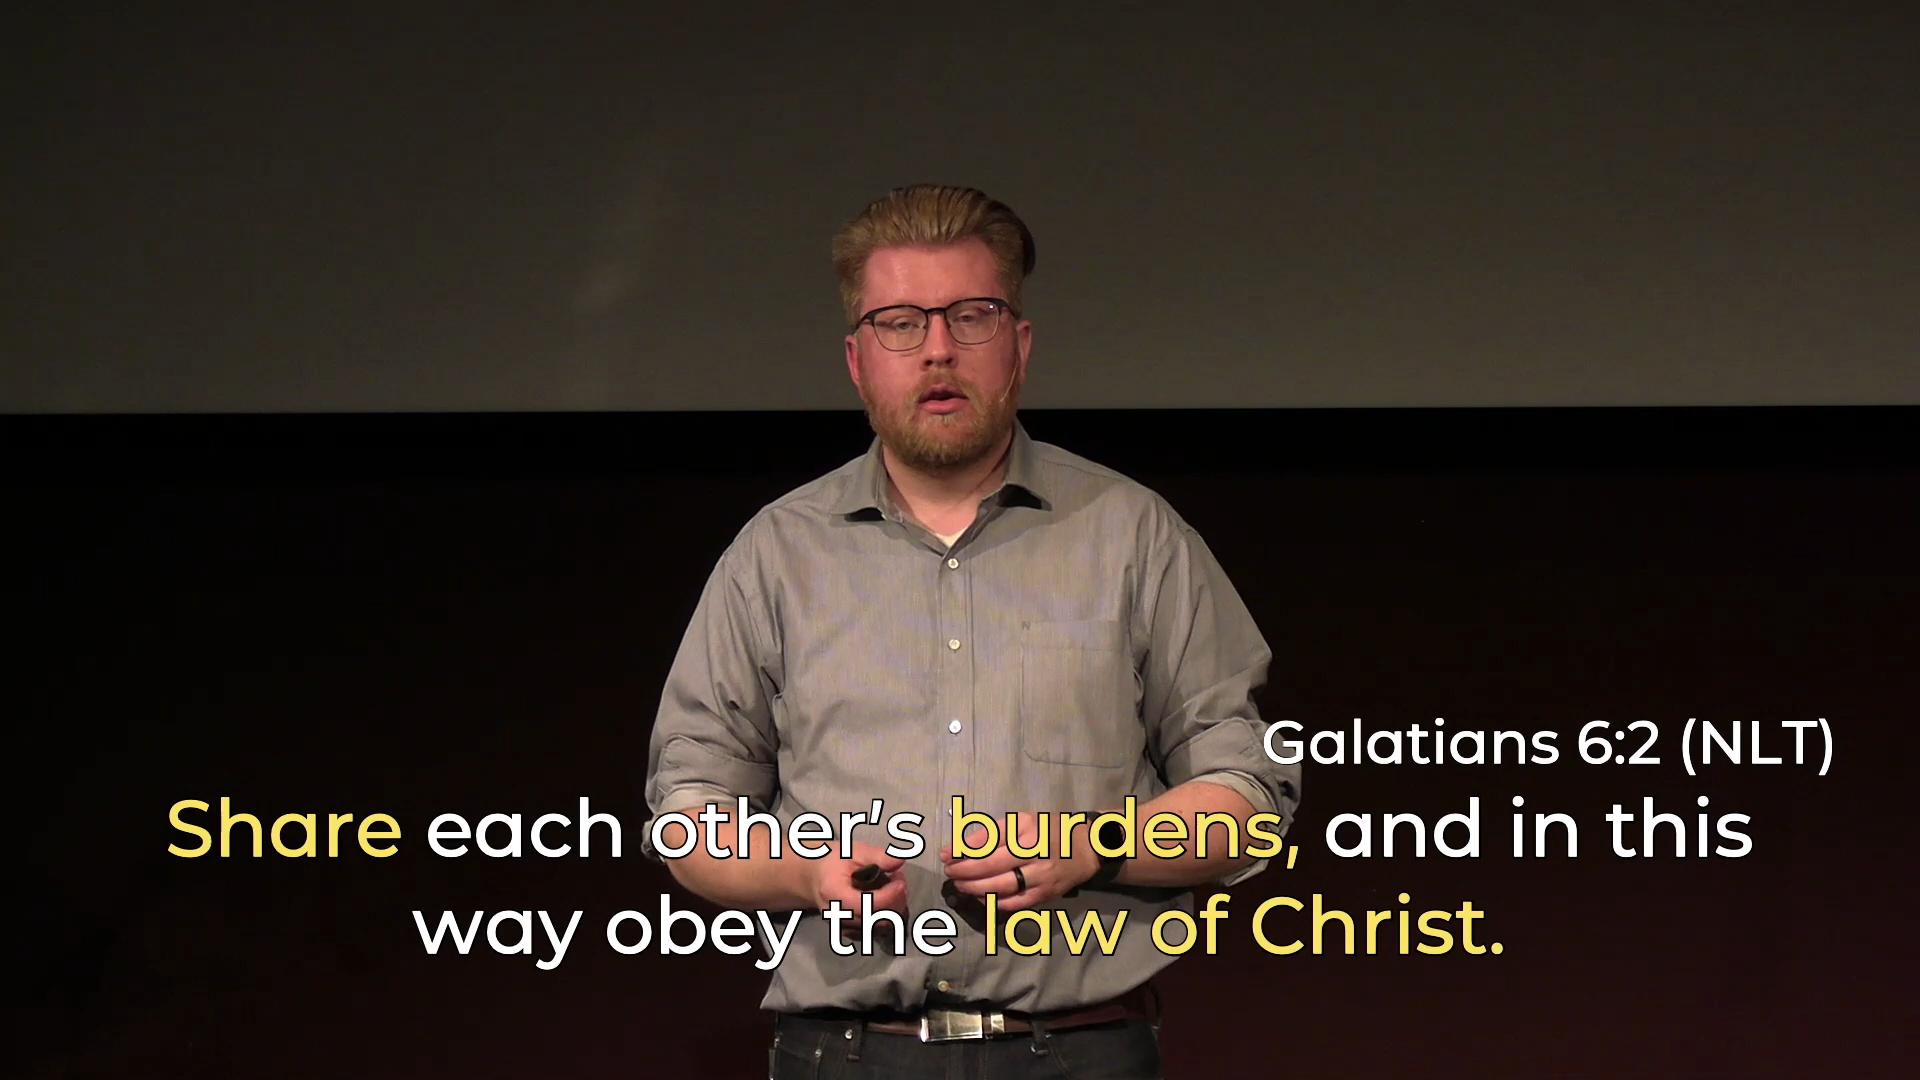 Galatians 6:2 (NLT)
Share each other’s burdens, and in this
way obey the law of Christ.
N